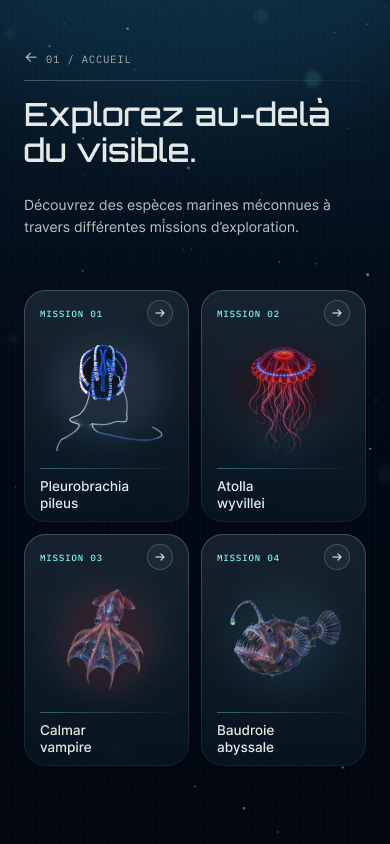 01 / ACCUEIL
Explorez au-delà
du visible.
Découvrez des espèces marines méconnues à
travers différentes missions d'exploration.
MISSION 01
Pleurobrachia
pileus
MISSION 02
Atolla
wyvillei
MISSION 03
Calmar
vampire
MISSION 04
Baudroie
abyssale